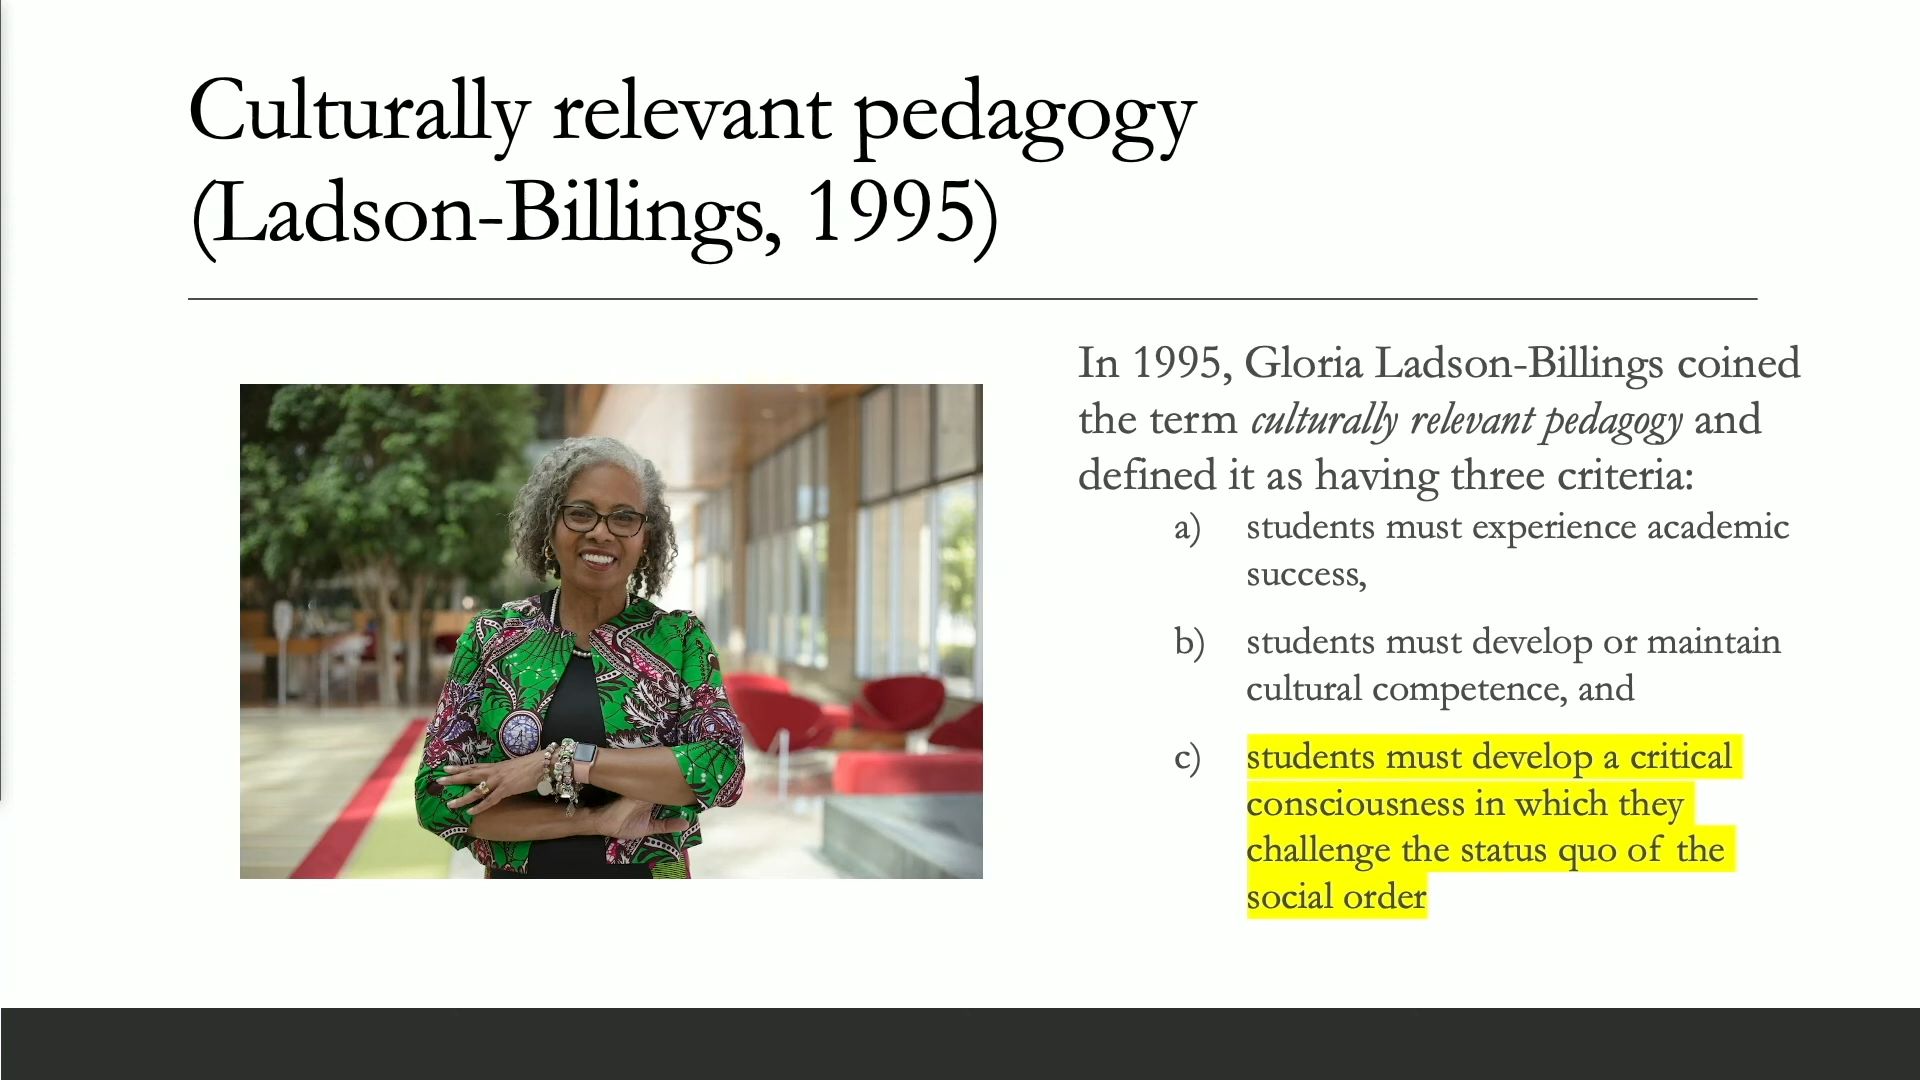 Culturally relevant pedagogy
(Ladson-Billings, 1995)
In 1995, Gloria Ladson-Billings coined
the term culturally relevant pedagogy and
defined it as having three criteria:
a) students must experience academic
success,
b) students must develop or maintain
cultural competence, and
c) students must develop a critical
consciousness in which they
challenge the status quo of the
social order